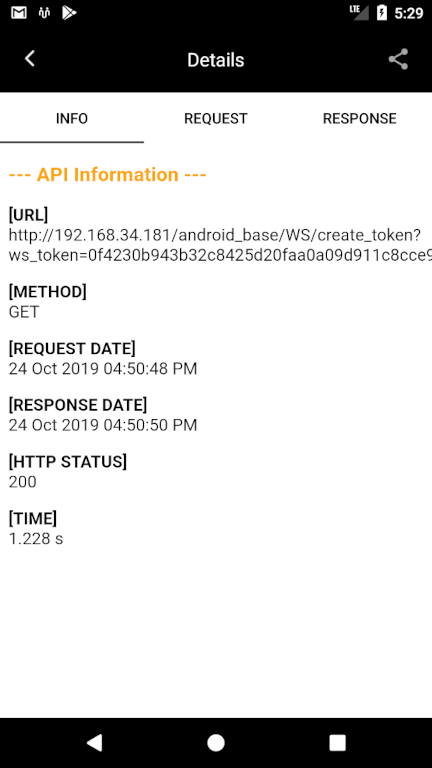 LTE 5:29
Details
INFO REQUEST RESPONSE
--- API Information ---
[URL]
http://192.168.34.181/android_base/WS/create_token?
ws_token=0f4230b943b32c8425d20faa0a09d911c8cce9
[METHOD]
GET
[REQUEST DATE]
24 Oct 2019 04:50:48 PM
[RESPONSE DATE]
24 Oct 2019 04:50:50 PM
[HTTP STATUS]
200
[TIME]
1.228 s